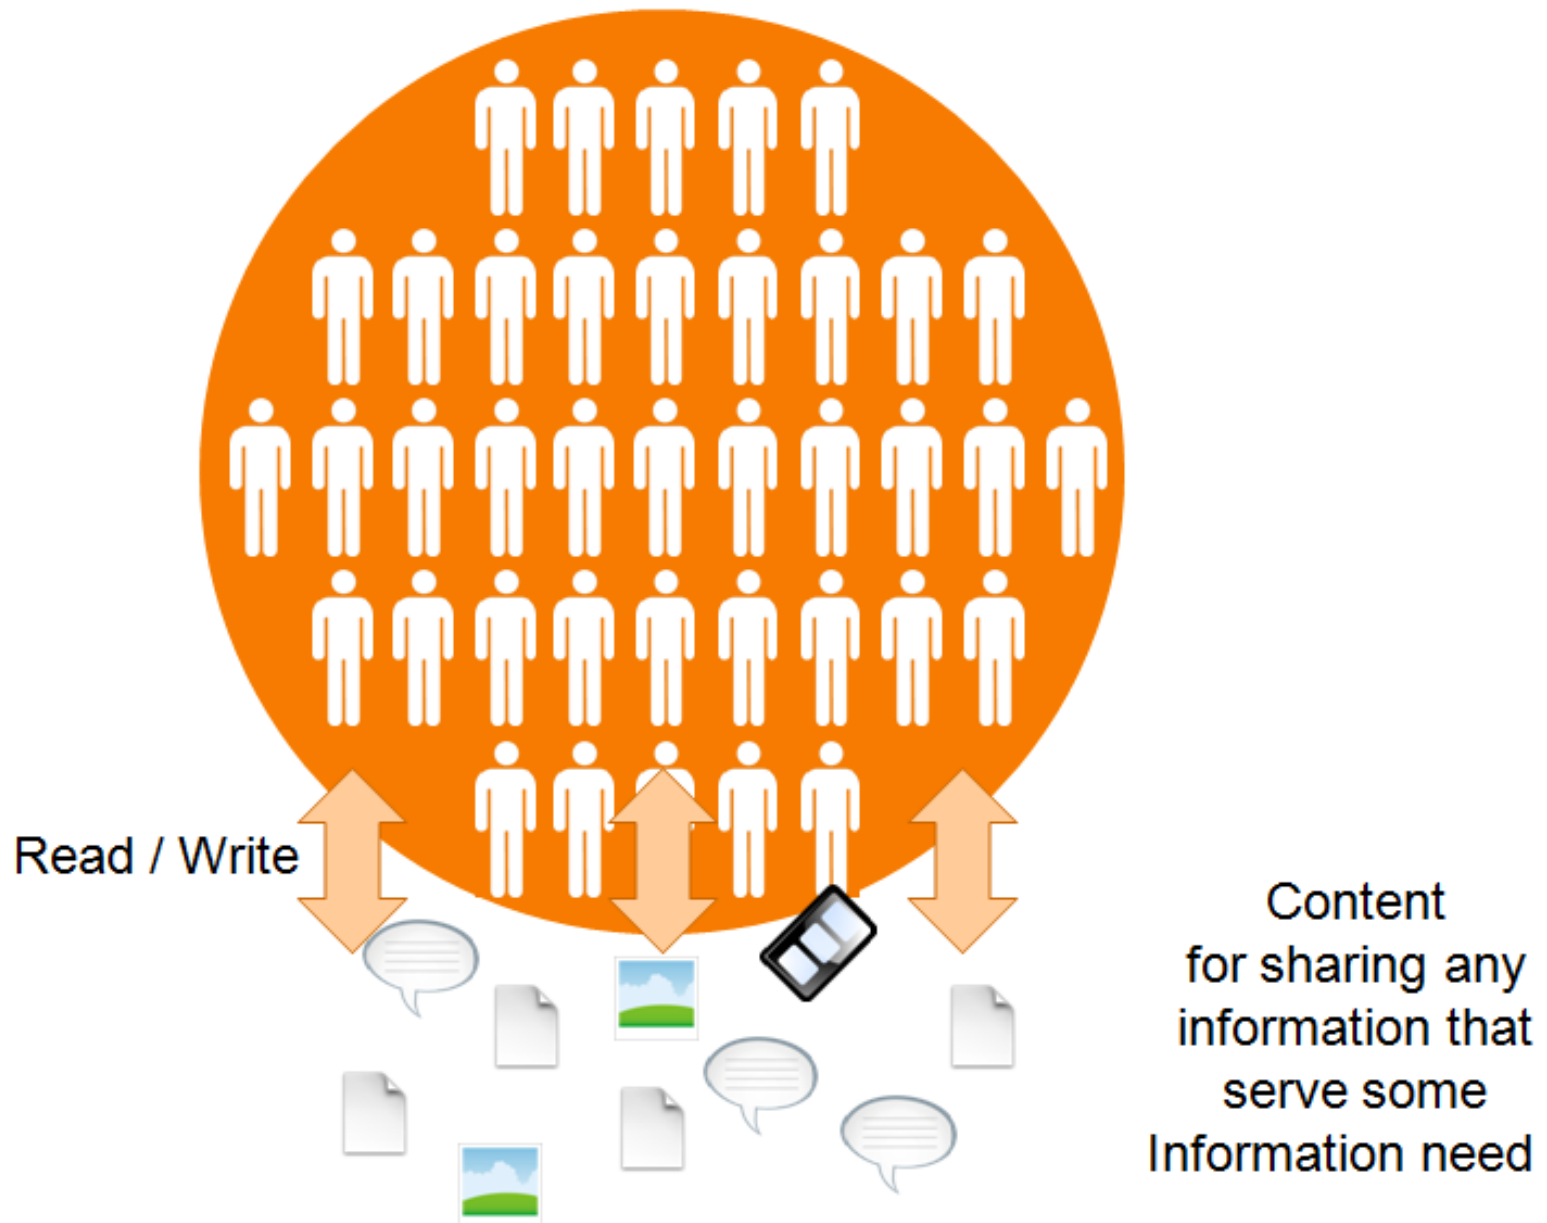 Read / Write
Content
for sharing any
information that
serve some
Information need